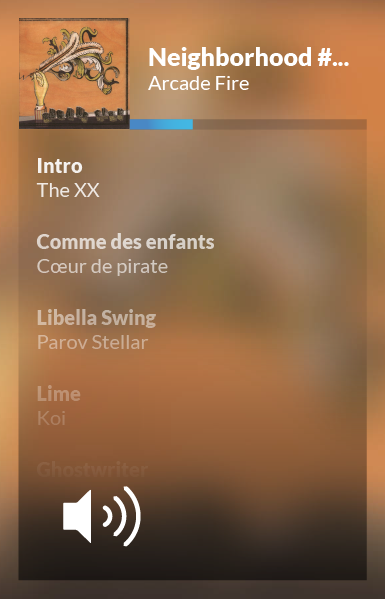 Neighborhood #...
Arcade Fire
Intro
The XX
Comme des enfants
Cœur de pirate
Libella Swing
Parov Stellar
Lime
Koi
Ghostwriter